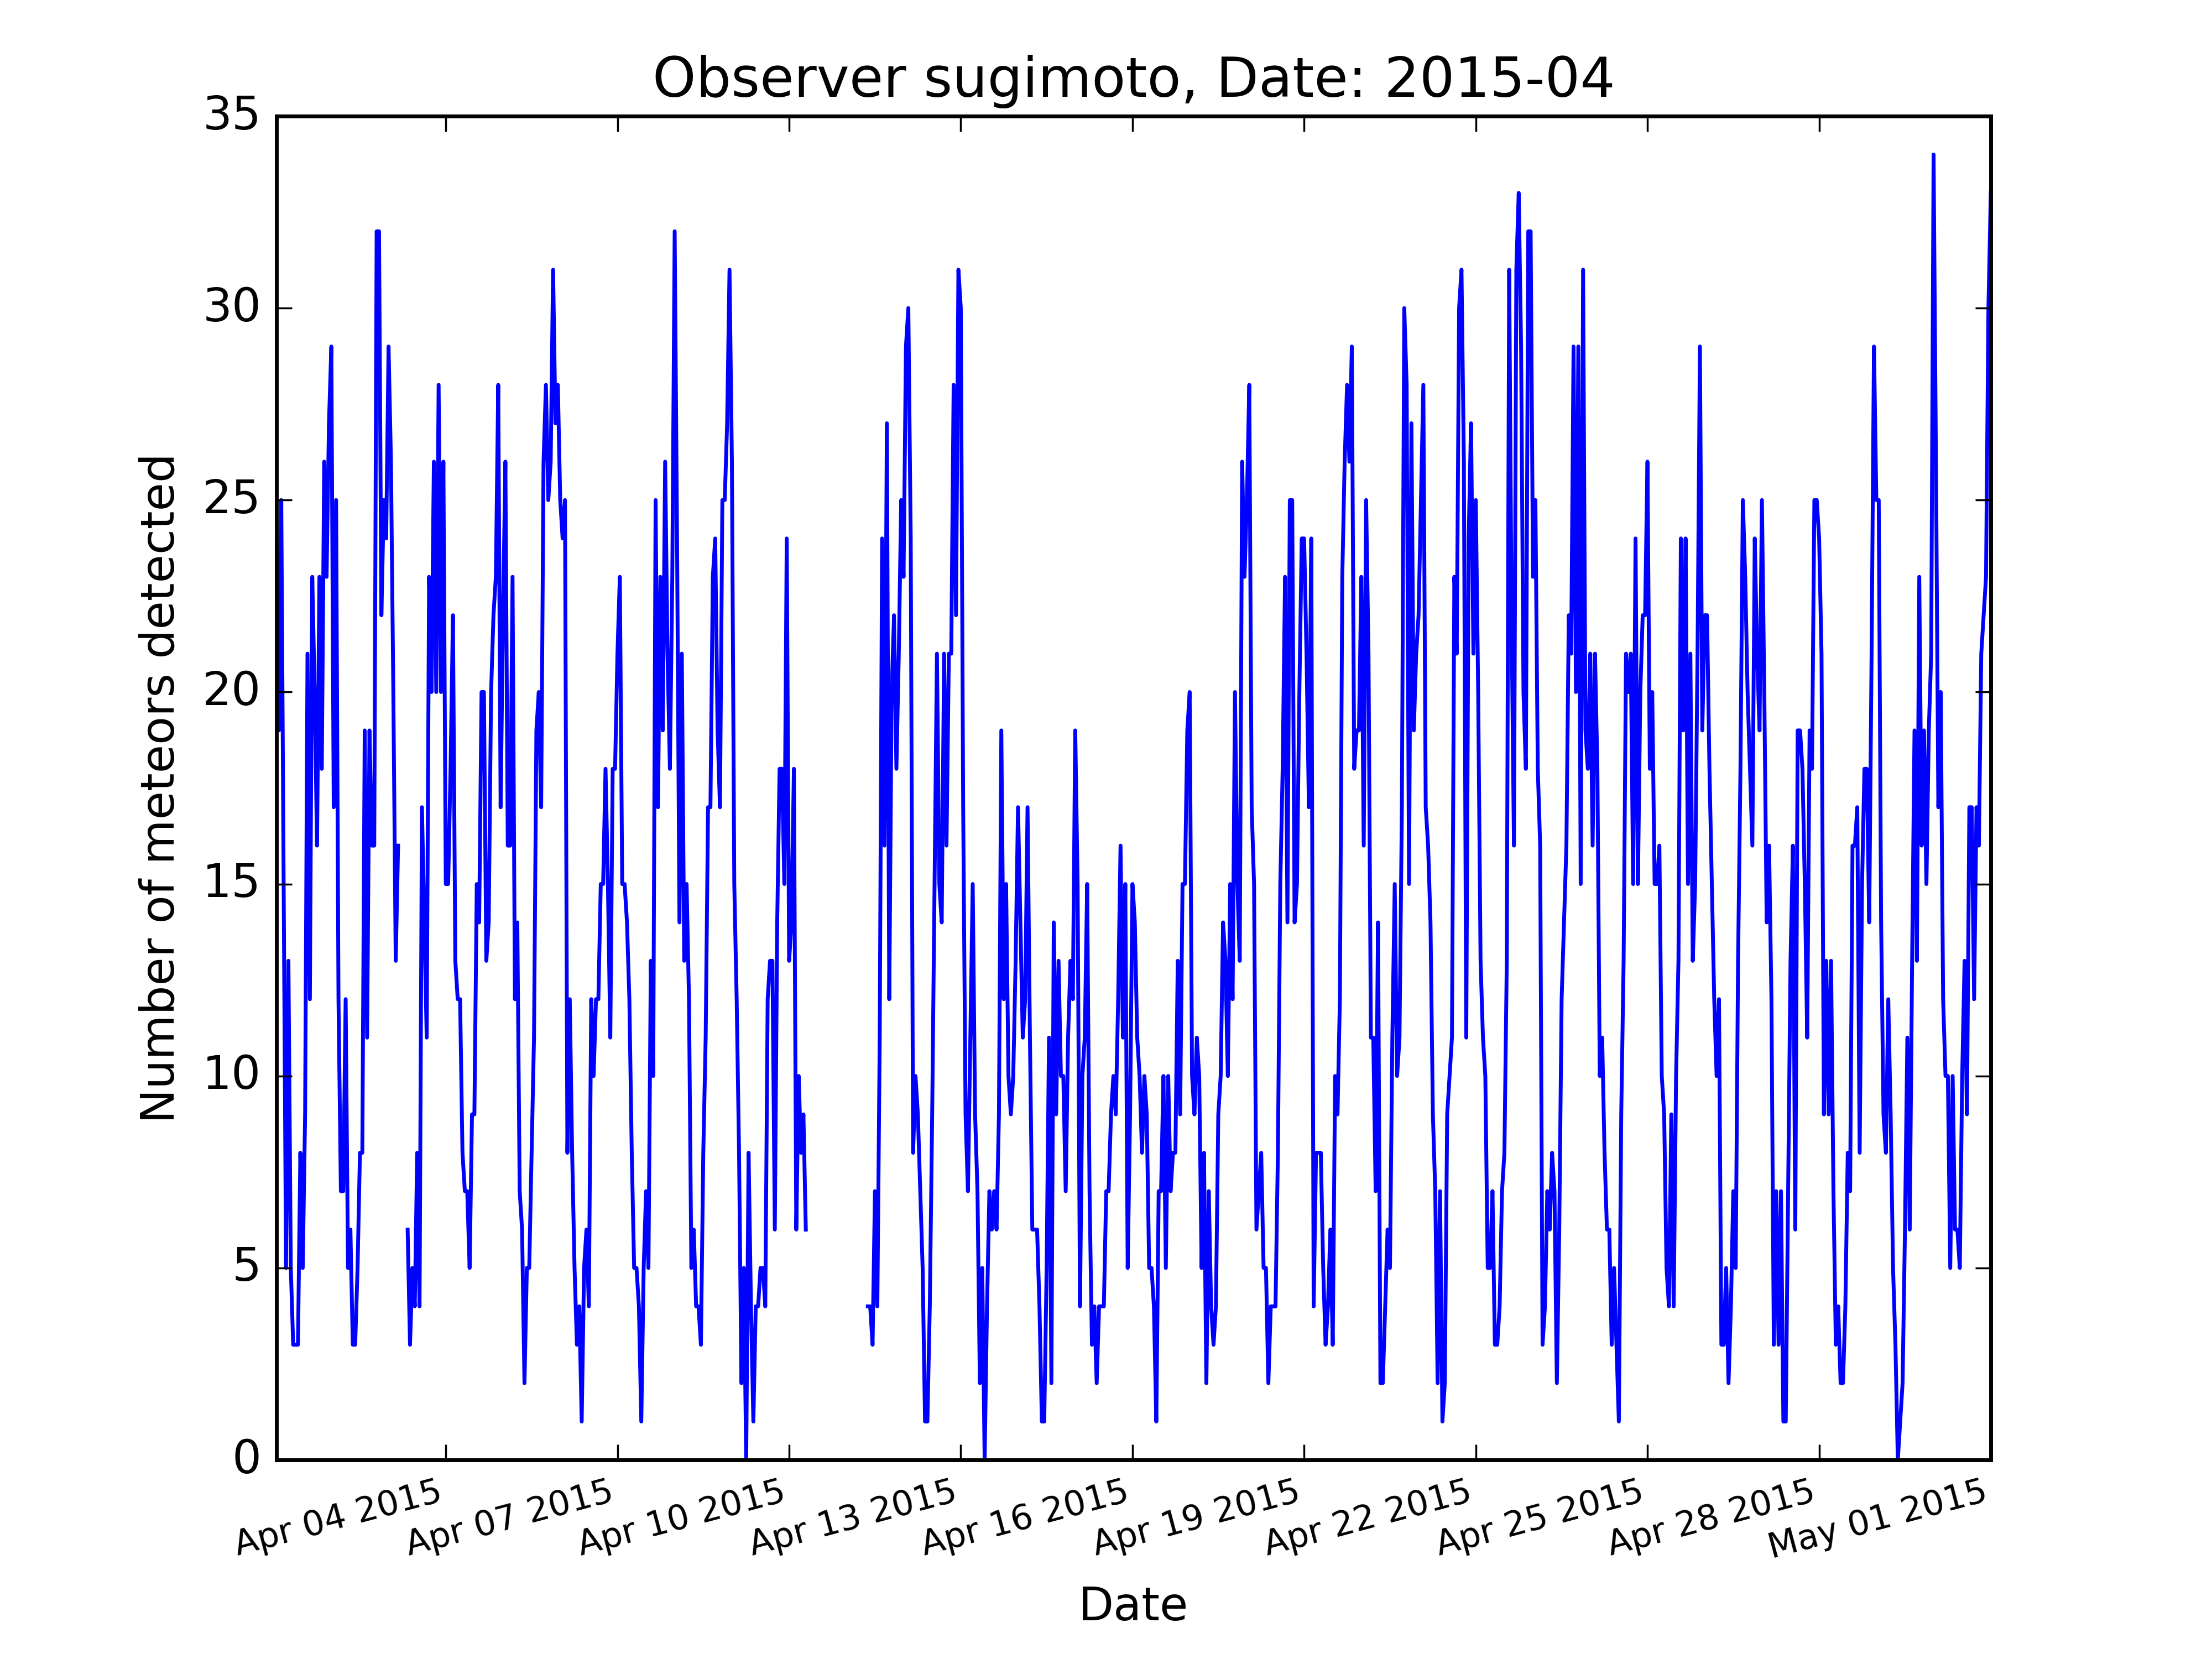 Observer sugimoto, Date: 2015-04
Number of meteors detected
35
30
25
20
15
10
5
0
Apr 04 2015
Apr 07 2015
Apr 10 2015
Apr 13 2015
Apr 16 2015
Apr 19 2015
Apr 22 2015
Apr 25 2015
Apr 28 2015
May 01 2015
Date